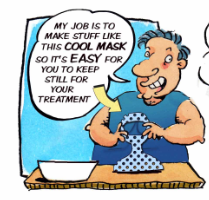 MY JOB IS TO
MAKE STUFF LIKE
THIS COOL MASK
SO IT'S EASY FOR
YOU TO KEEP
STILL FOR
YOUR
TREATMENT